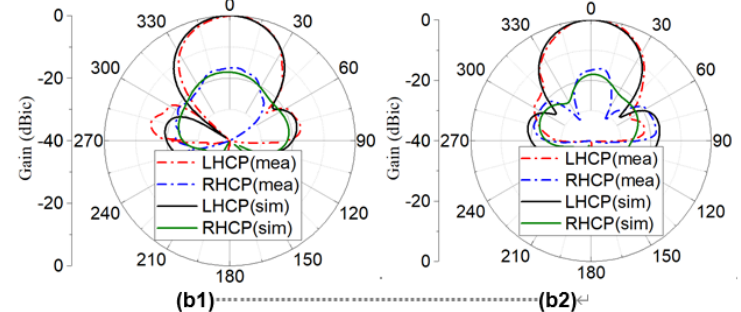 0
330
30
300
60
270
90
240
120
210
150
180
0
-20
-40
-20
0
Gain (dBic)
LHCP(mea)
RHCP(mea)
LHCP(sim)
RHCP(sim)
0
330
30
300
60
270
90
240
120
210
150
180
0
-20
-40
-20
0
Gain (dBic)
LHCP(mea)
RHCP(mea)
LHCP(sim)
RHCP(sim)
(b1)
(b2)